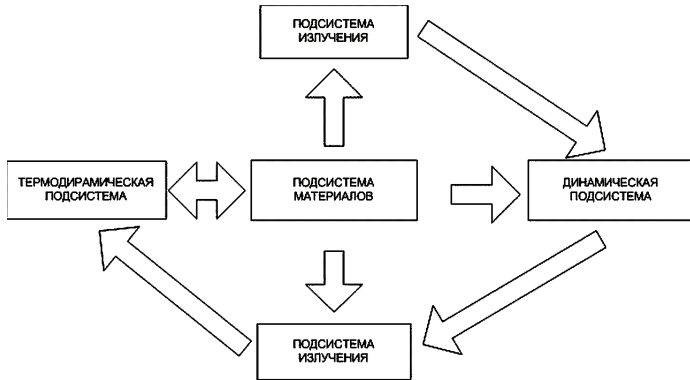 ПОДСИСТЕМА
ИЗЛУЧЕНИЯ
ТЕРМОДИРАМИЧЕСКАЯ
ПОДСИСТЕМА
ПОДСИСТЕМА
МАТЕРИАЛОВ
ДИНАМИЧЕСКАЯ
ПОДСИСТЕМА
ПОДСИСТЕМА
ИЗЛУЧЕНИЯ